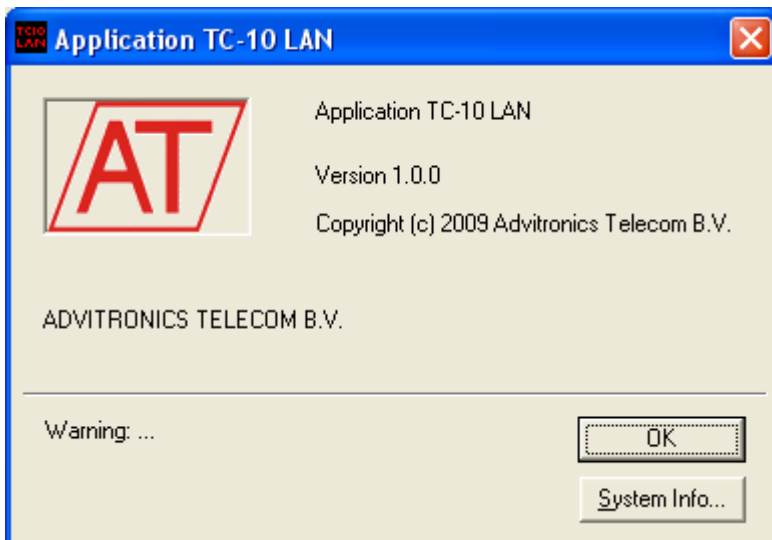 TC10
LAN
Application TC-10 LAN
AT
Application TC-10 LAN
Version 1.0.0
Copyright (c) 2009 Advitronics Telecom B.V.
ADVITRONICS TELECOM B.V.
Warning: ...
OK
System Info...